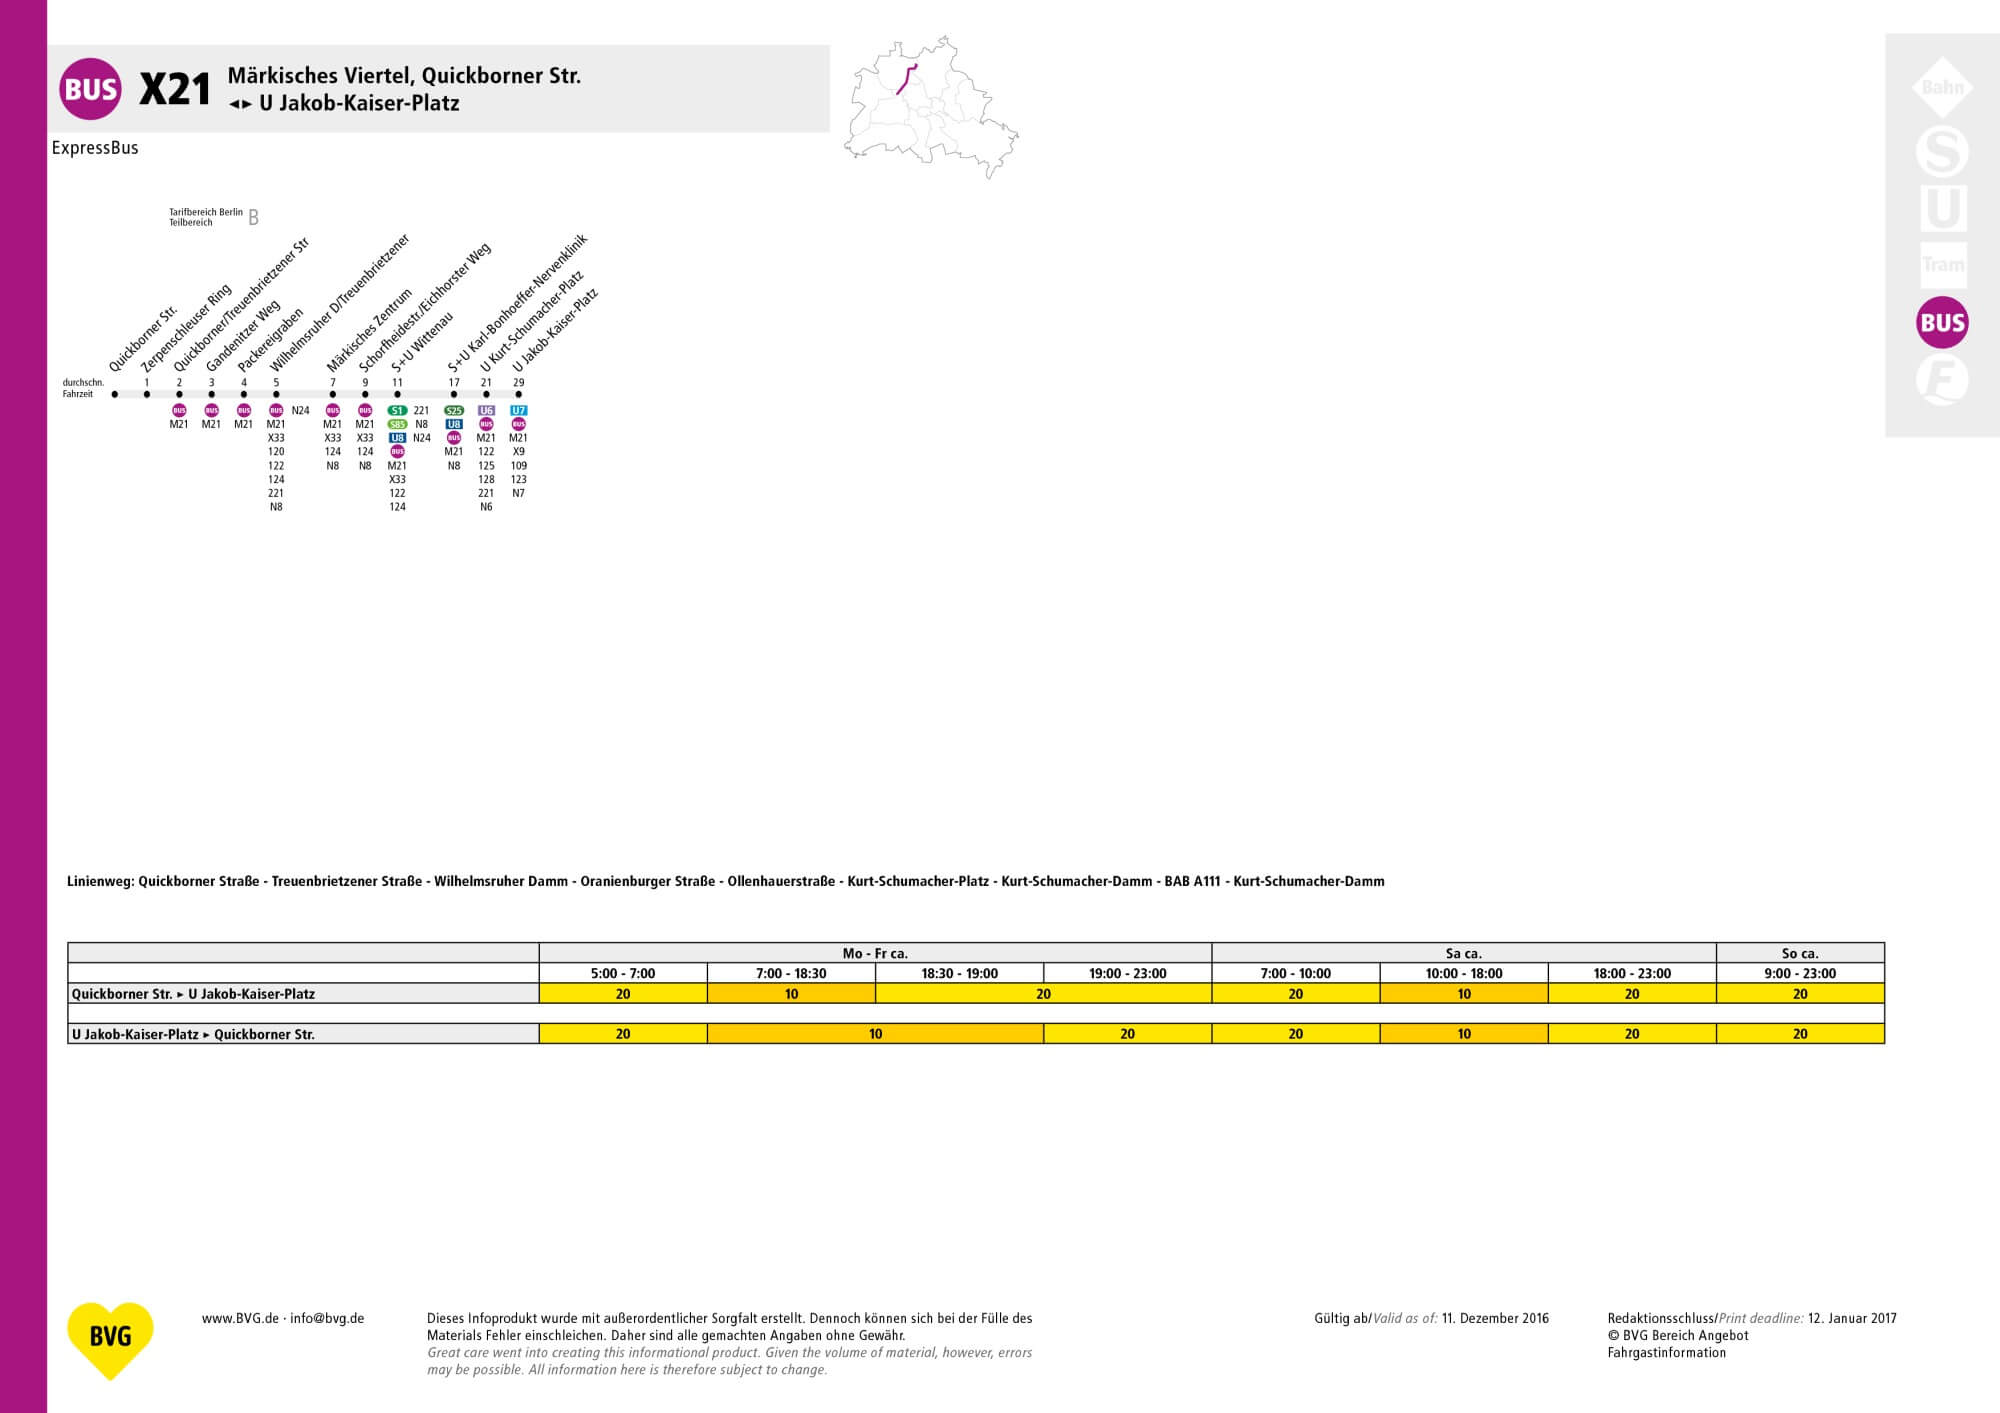 BUS X21 Märkisches Viertel, Quickborner Str.
◄► U Jakob-Kaiser-Platz
ExpressBus
Bahn
S
U
Tram
BUS
F
Tarifbereich Berlin
Teilbereich B
Quickborner Str.
Zerpenschleuser Ring
Quickborner/Treuenbrietzener Str
Gandenitzer Weg
Packereigraben
Wilhelmsruher D/Treuenbrietzener
Märkisches Zentrum
Schorfheidestr./Eichhorster Weg
S+U Wittenau
S+U Karl-Bonhoeffer-Nervenklinik
U Kurt-Schumacher-Platz
U Jakob-Kaiser-Platz
durchschn. 1 2 3 4 5 7 9 11 17 21 29
Fahrzeit
BUS BUS BUS BUS N24 BUS BUS S1 221 S25 U6 U7
M21 M21 M21 M21 M21 M21 S85 N8 U8 BUS BUS
X33 X33 X33 U8 N24 BUS M21 M21
120 124 124 BUS M21 122 X9
122 N8 N8 M21 N8 125 109
124 X33 128 123
221 122 221 N7
N8 124 N6
Linienweg: Quickborner Straße - Treuenbrietzener Straße - Wilhelmsruher Damm - Oranienburger Straße - Ollenhauerstraße - Kurt-Schumacher-Platz - Kurt-Schumacher-Damm - BAB A111 - Kurt-Schumacher-Damm
Mo - Fr ca. Sa ca. So ca.
5:00 - 7:00 7:00 - 18:30 18:30 - 19:00 19:00 - 23:00 7:00 - 10:00 10:00 - 18:00 18:00 - 23:00 9:00 - 23:00
Quickborner Str. ► U Jakob-Kaiser-Platz 20 10 20 20 10 20 20
U Jakob-Kaiser-Platz ► Quickborner Str. 20 10 20 20 10 20 20
BVG
www.BVG.de · info@bvg.de
Dieses Infoprodukt wurde mit außerordentlicher Sorgfalt erstellt. Dennoch können sich bei der Fülle des
Materials Fehler einschleichen. Daher sind alle gemachten Angaben ohne Gewähr.
Great care went into creating this informational product. Given the volume of material, however, errors
may be possible. All information here is therefore subject to change.
Gültig ab/Valid as of: 11. Dezember 2016
Redaktionsschluss/Print deadline: 12. Januar 2017
© BVG Bereich Angebot
Fahrgastinformation